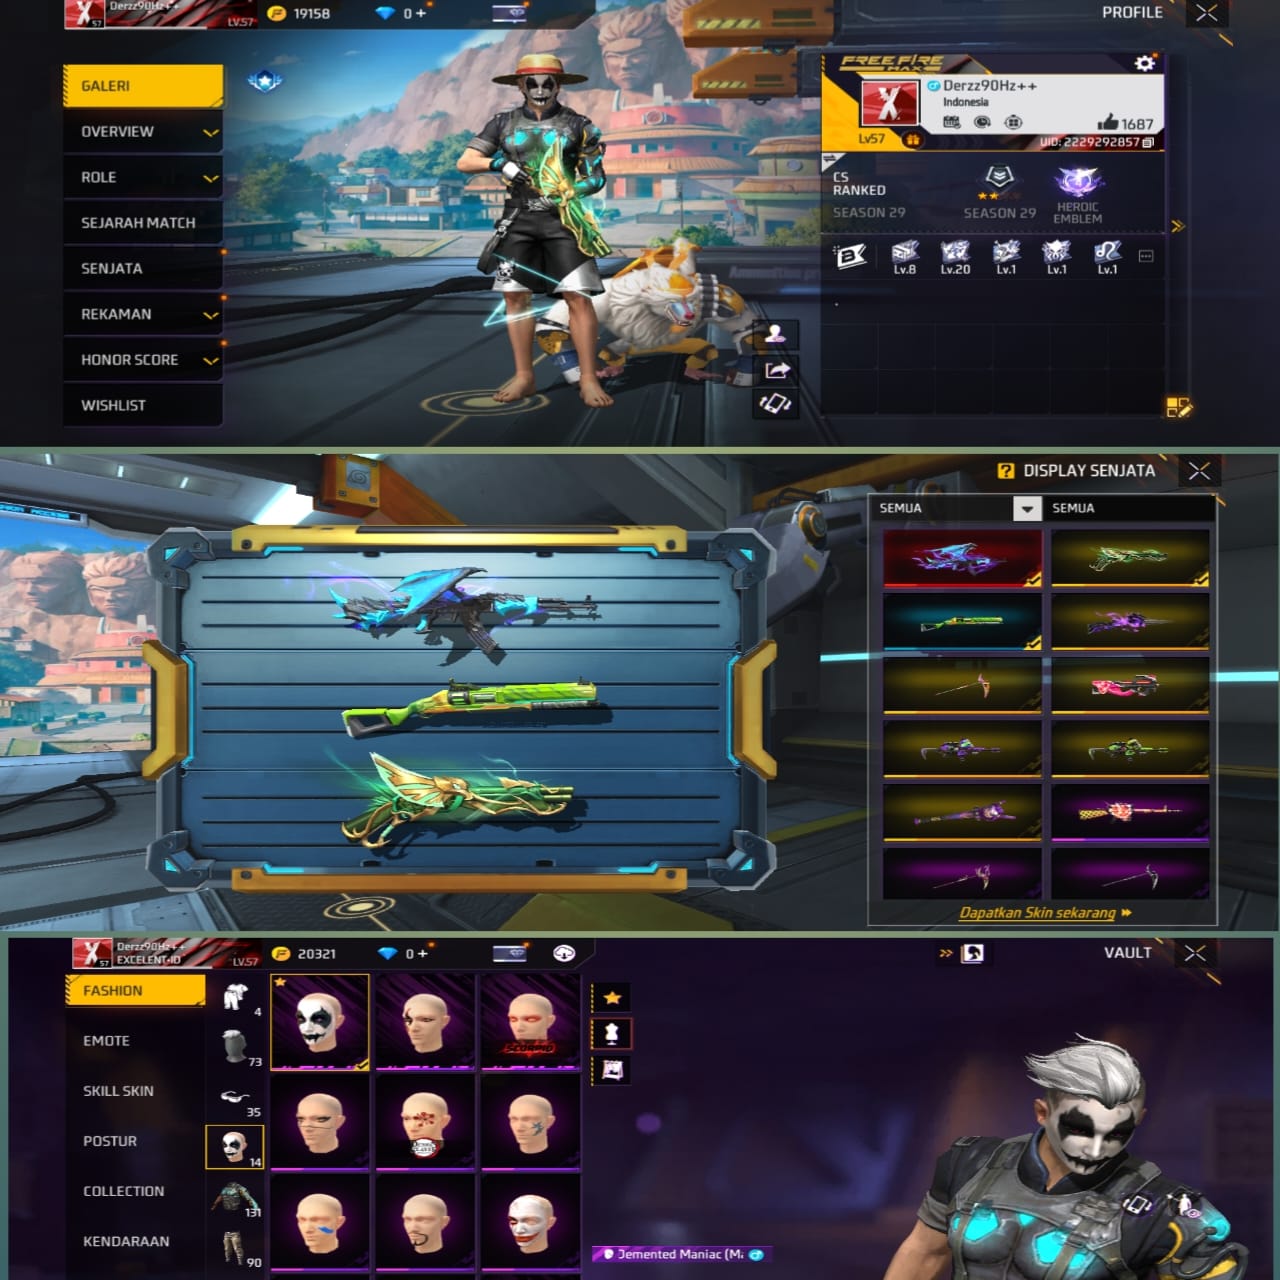 Derzz90Hz++
57
LV.57
19158
0 +
PROFILE
GALERI
OVERVIEW
ROLE
SEJARAH MATCH
SENJATA
REKAMAN
HONOR SCORE
WISHLIST
FREE FIRE
MAX
Derzz90Hz++
Indonesia
1687
Lv57
UID: 2229292857
CS
RANKED
SEASON 29
SEASON 29
HEROIC
EMBLEM
Lv.8
Lv.20
Lv.1
Lv.1
Lv.1
DISPLAY SENJATA
SEMUA
SEMUA
Dapatkan Skin sekarang
Derzz90Hz++
EXCELENT-ID
57
LV.57
20321
0 +
VAULT
FASHION
EMOTE
SKILL SKIN
POSTUR
COLLECTION
KENDARAAN
4
73
35
14
131
90
SCORPIO
Jemented Maniac (M